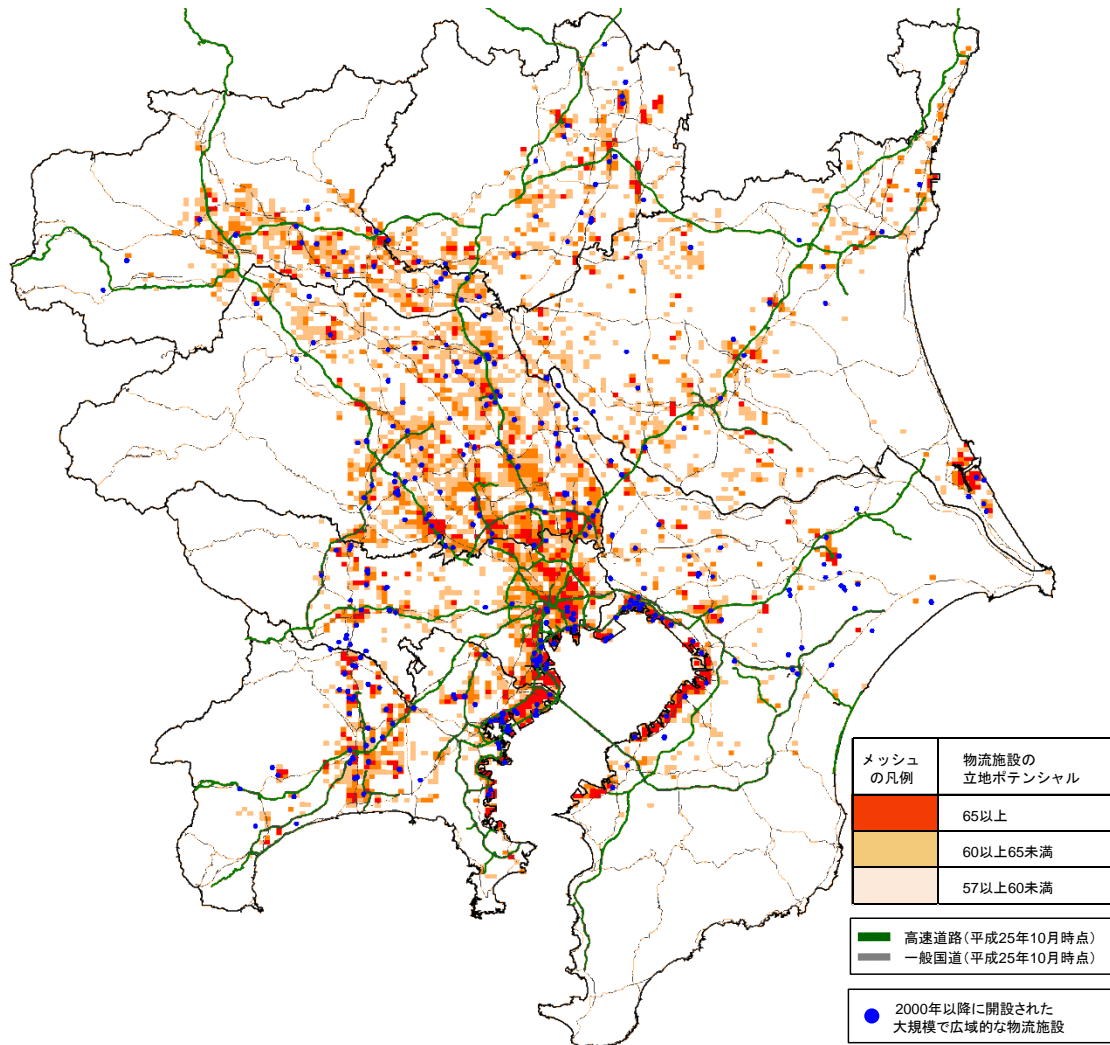 メッシュ
の凡例
物流施設の
立地ポテンシャル
65以上
60以上65未満
57以上60未満
高速道路(平成25年10月時点)
一般国道(平成25年10月時点)
2000年以降に開設された
大規模で広域的な物流施設